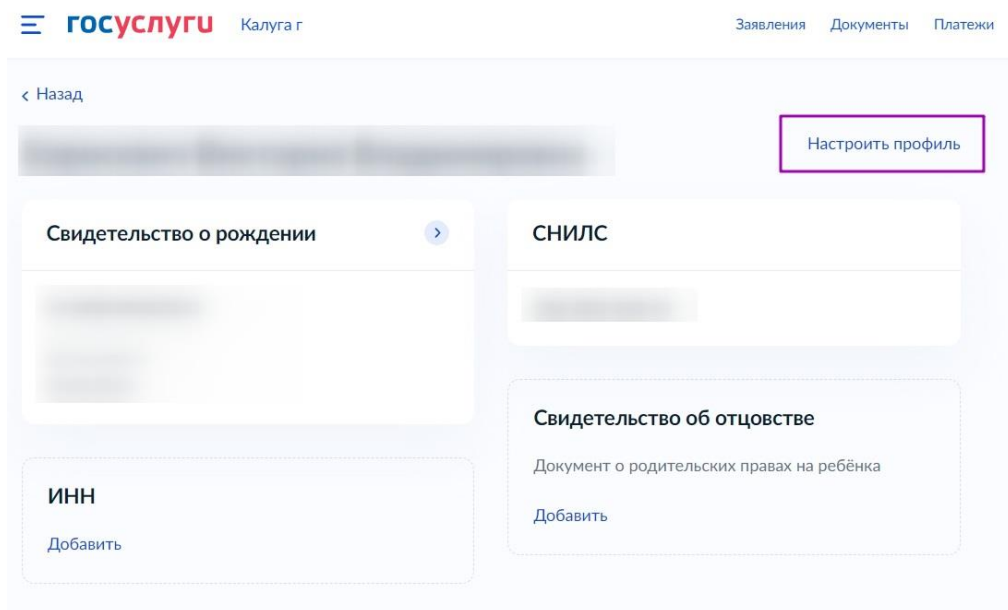 госуслуги Калуга г Заявления Документы Платежи
Назад
Настроить профиль
Свидетельство о рождении
СНИЛС
Свидетельство об отцовстве
Документ о родительских правах на ребёнка
Добавить
ИНН
Добавить